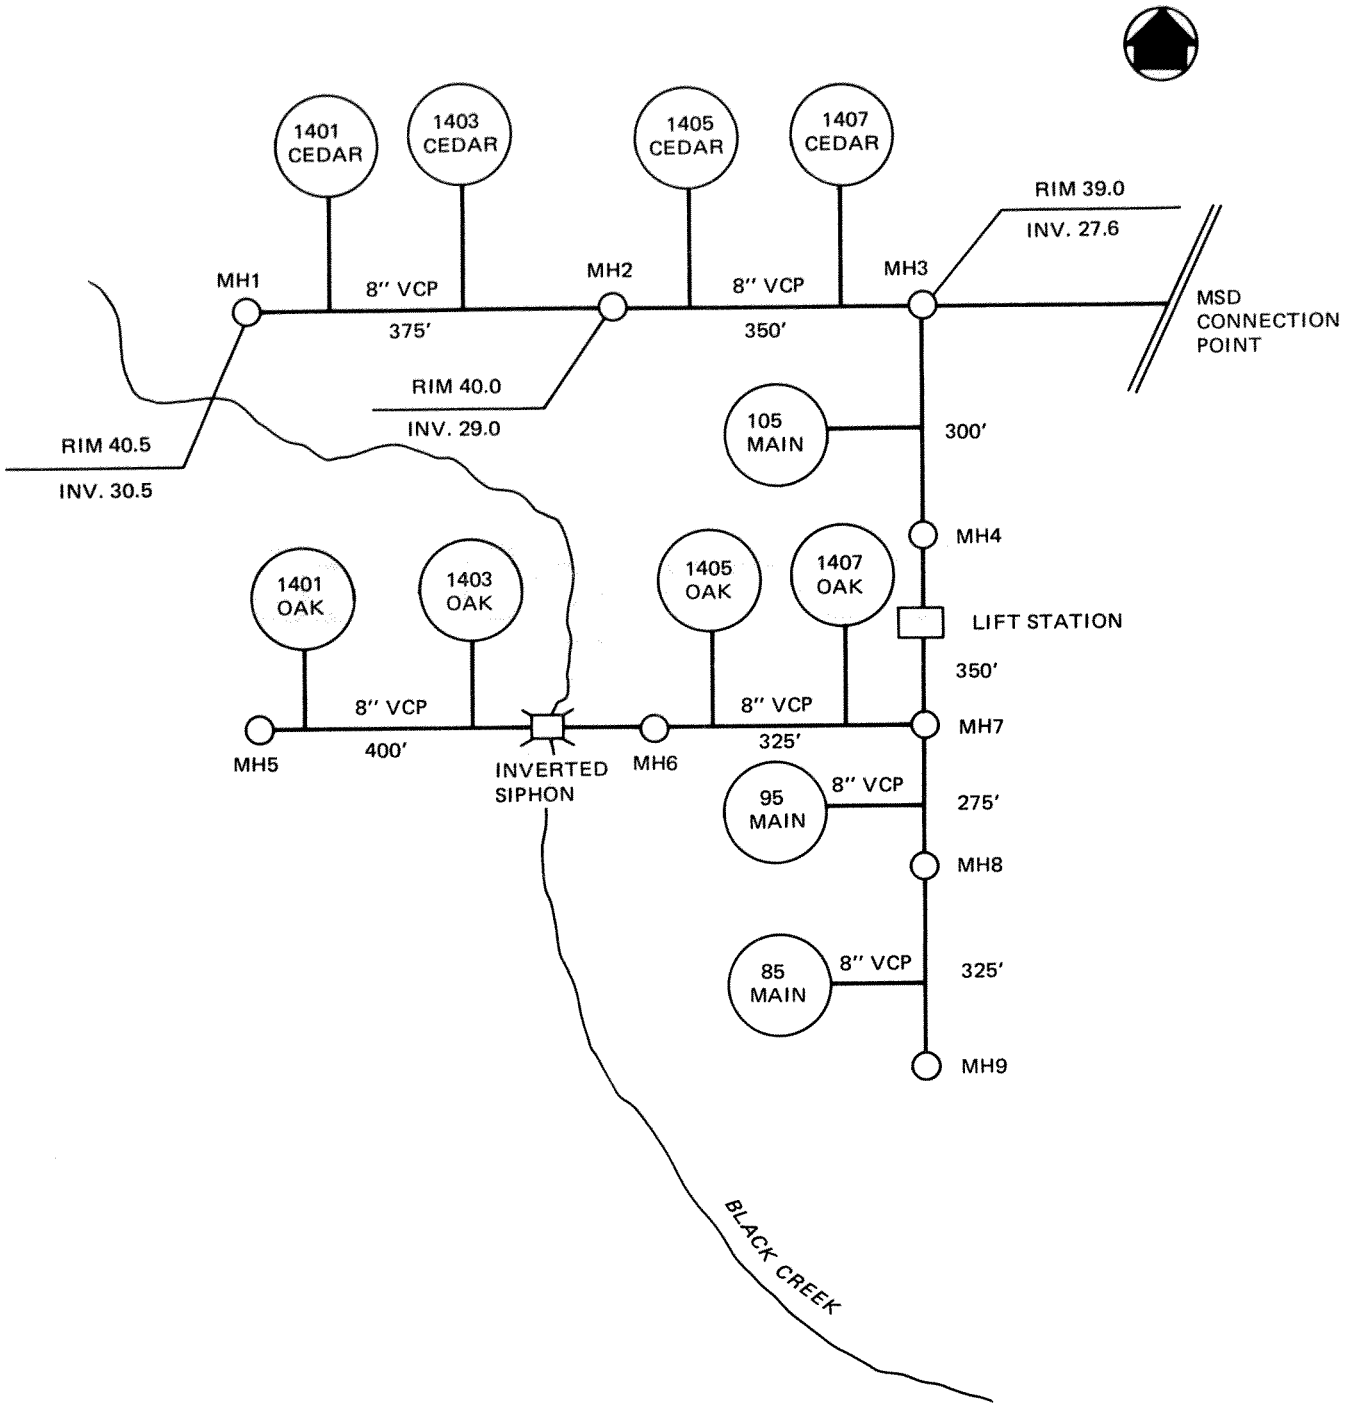 1401
CEDAR
1403
CEDAR
1405
CEDAR
1407
CEDAR
RIM 39.0
INV. 27.6
MH1
8'' VCP
375'
MH2
8'' VCP
350'
MH3
MSD
CONNECTION
POINT
RIM 40.0
INV. 29.0
RIM 40.5
INV. 30.5
105
MAIN
300'
MH4
1401
OAK
1403
OAK
1405
OAK
1407
OAK
LIFT STATION
350'
8'' VCP
400'
MH5
INVERTED
SIPHON
MH6
8'' VCP
325'
MH7
95
MAIN
8'' VCP
275'
MH8
85
MAIN
8'' VCP
325'
MH9
BLACK CREEK